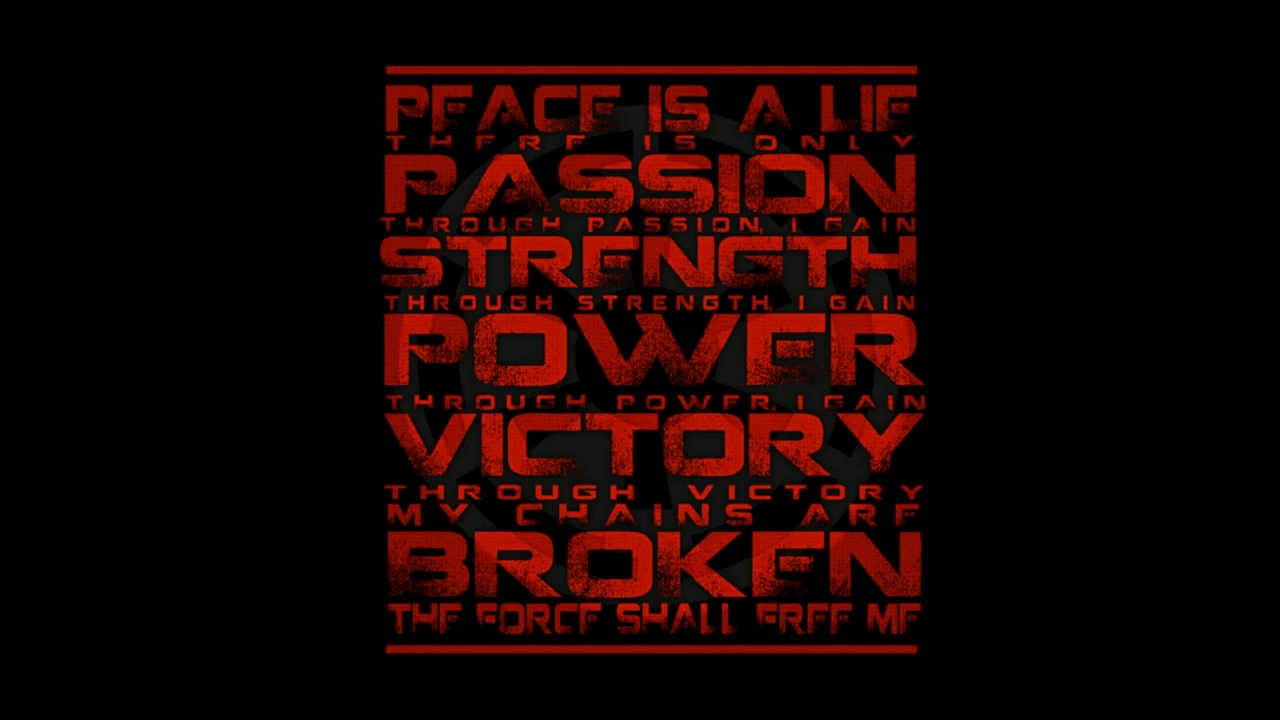 PEACE IS A LIE
THERE IS ONLY
PASSION
THROUGH PASSION, I GAIN
STRENGTH
THROUGH STRENGTH, I GAIN
POWER
THROUGH POWER, I GAIN
VICTORY
THROUGH VICTORY
MY CHAINS ARE
BROKEN
THE FORCE SHALL FREE ME